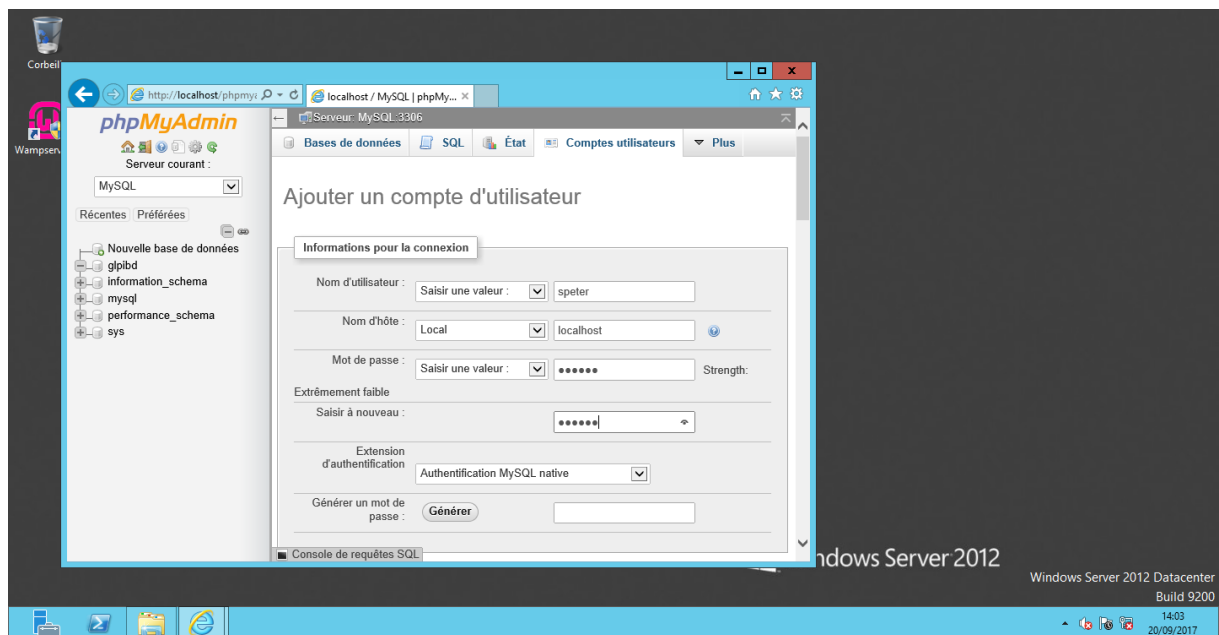 Corbeil
Wampserv
http://localhost/phpmy
localhost / MySQL | phpMy...
phpMyAdmin
Serveur courant :
MySQL
Récentes Préférées
Nouvelle base de données
glpibd
information_schema
mysql
performance_schema
sys
Serveur: MySQL:3306
Bases de données SQL État Comptes utilisateurs Plus
Ajouter un compte d'utilisateur
Informations pour la connexion
Nom d'utilisateur : Saisir une valeur : speter
Nom d'hôte : Local localhost
Mot de passe : Saisir une valeur : •••••• Strength:
Extrêmement faible
Saisir à nouveau : ••••••
Extension
d'authentification
Authentification MySQL native
Générer un mot de
passe : Générer
Console de requêtes SQL
ndows Server 2012
Windows Server 2012 Datacenter
Build 9200
14:03
20/09/2017